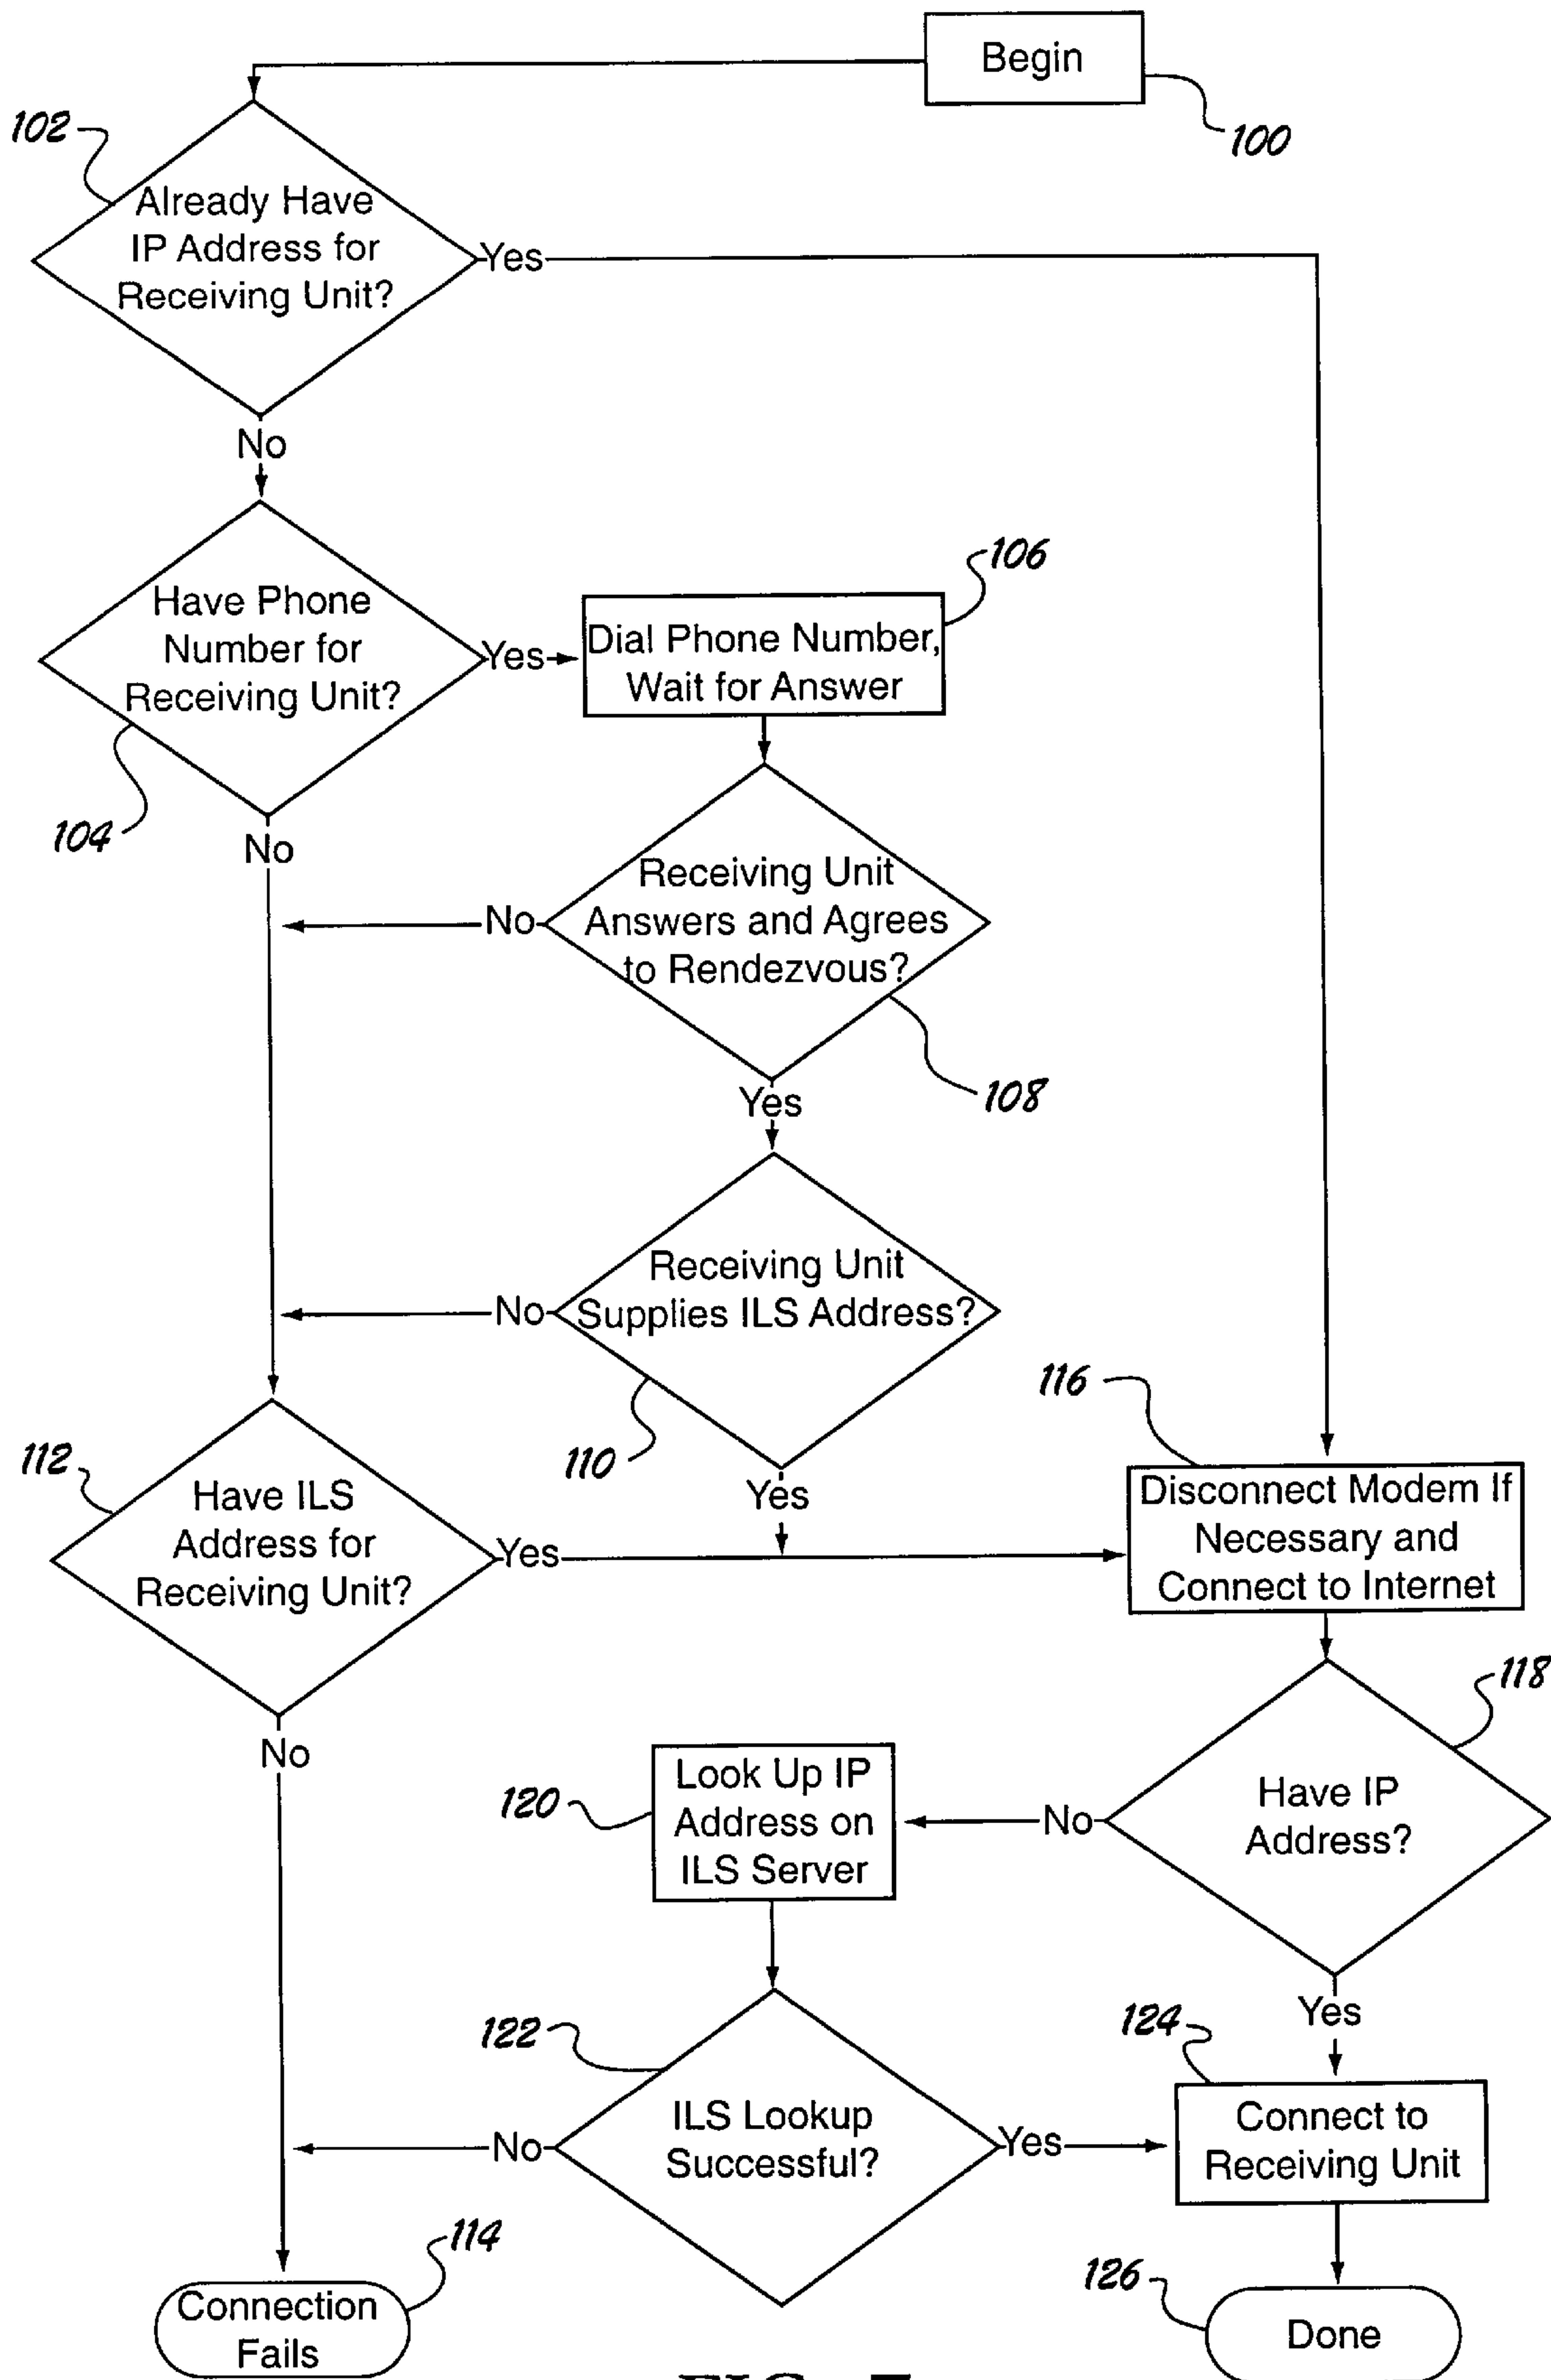 Begin
100
102
Already Have
IP Address for
Receiving Unit?
Yes
No
Have Phone
Number for
Receiving Unit?
Yes
104
No
106
Dial Phone Number,
Wait for Answer
Receiving Unit
Answers and Agrees
to Rendezvous?
No
108
Yes
Receiving Unit
Supplies ILS Address?
No
110
Yes
112
Have ILS
Address for
Receiving Unit?
Yes
No
116
Disconnect Modem If
Necessary and
Connect to Internet
118
Have IP
Address?
No
Yes
120
Look Up IP
Address on
ILS Server
122
ILS Lookup
Successful?
No
Yes
124
Connect to
Receiving Unit
114
Connection
Fails
126
Done